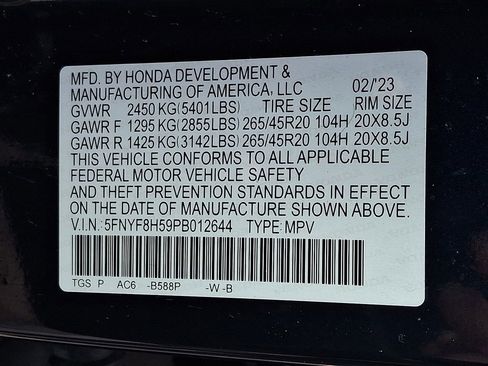 MFD. BY HONDA DEVELOPMENT &
MANUFACTURING OF AMERICA, LLC 02/'23
GVWR 2450 KG(5401LBS) TIRE SIZE RIM SIZE
GAWR F 1295 KG(2855LBS) 265/45R20 104H 20X8.5J
GAWR R 1425 KG(3142LBS) 265/45R20 104H 20X8.5J
THIS VEHICLE CONFORMS TO ALL APPLICABLE
FEDERAL MOTOR VEHICLE SAFETY
AND THEFT PREVENTION STANDARDS IN EFFECT
ON THE DATE OF MANUFACTURE SHOWN ABOVE.
V.I.N.: 5FNYF8H59PB012644 TYPE: MPV
TGS P AC6 -B588P -W -B